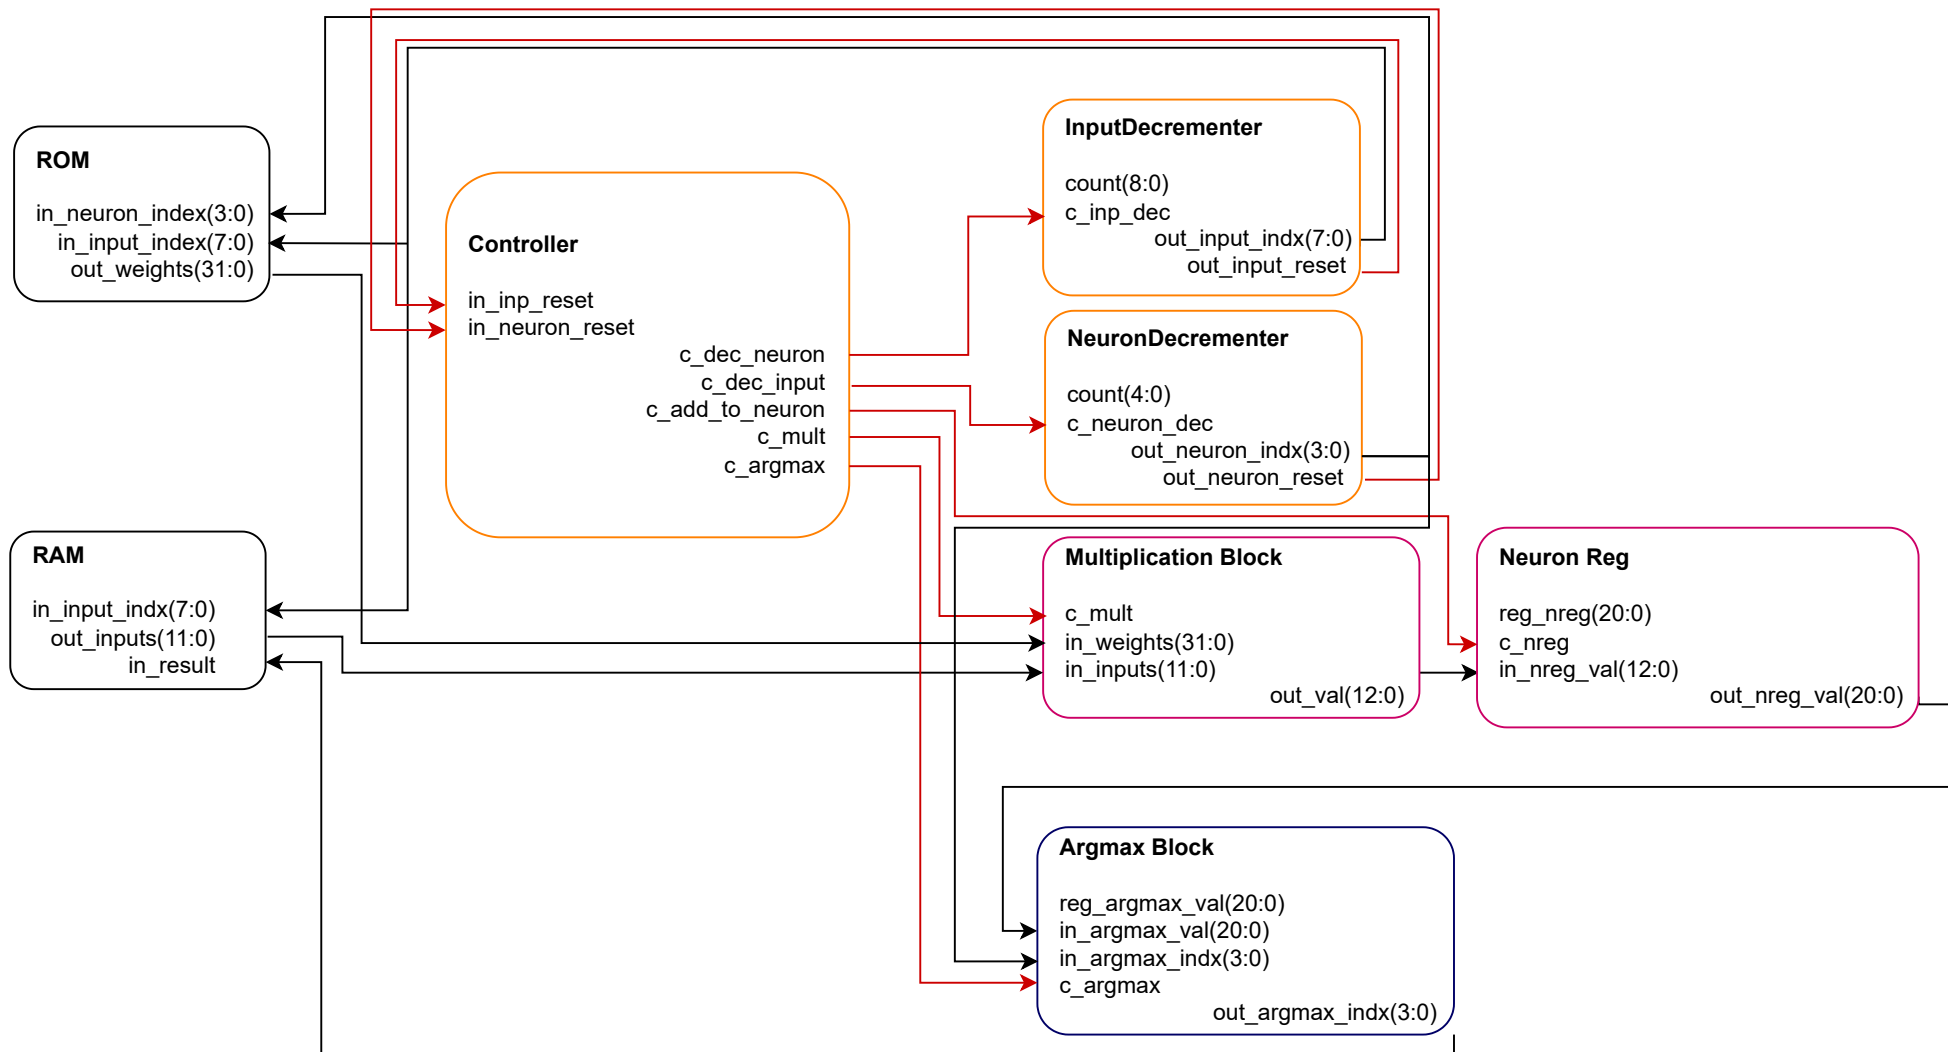 ROM
in_neuron_index(3:0)
in_input_index(7:0)
out_weights(31:0)
Controller
in_inp_reset
in_neuron_reset
c_dec_neuron
c_dec_input
c_add_to_neuron
c_mult
c_argmax
InputDecrementer
count(8:0)
c_inp_dec
out_input_indx(7:0)
out_input_reset
NeuronDecrementer
count(4:0)
c_neuron_dec
out_neuron_indx(3:0)
out_neuron_reset
RAM
in_input_indx(7:0)
out_inputs(11:0)
in_result
Multiplication Block
c_mult
in_weights(31:0)
in_inputs(11:0)
out_val(12:0)
Neuron Reg
reg_nreg(20:0)
c_nreg
in_nreg_val(12:0)
out_nreg_val(20:0)
Argmax Block
reg_argmax_val(20:0)
in_argmax_val(20:0)
in_argmax_indx(3:0)
c_argmax
out_argmax_indx(3:0)